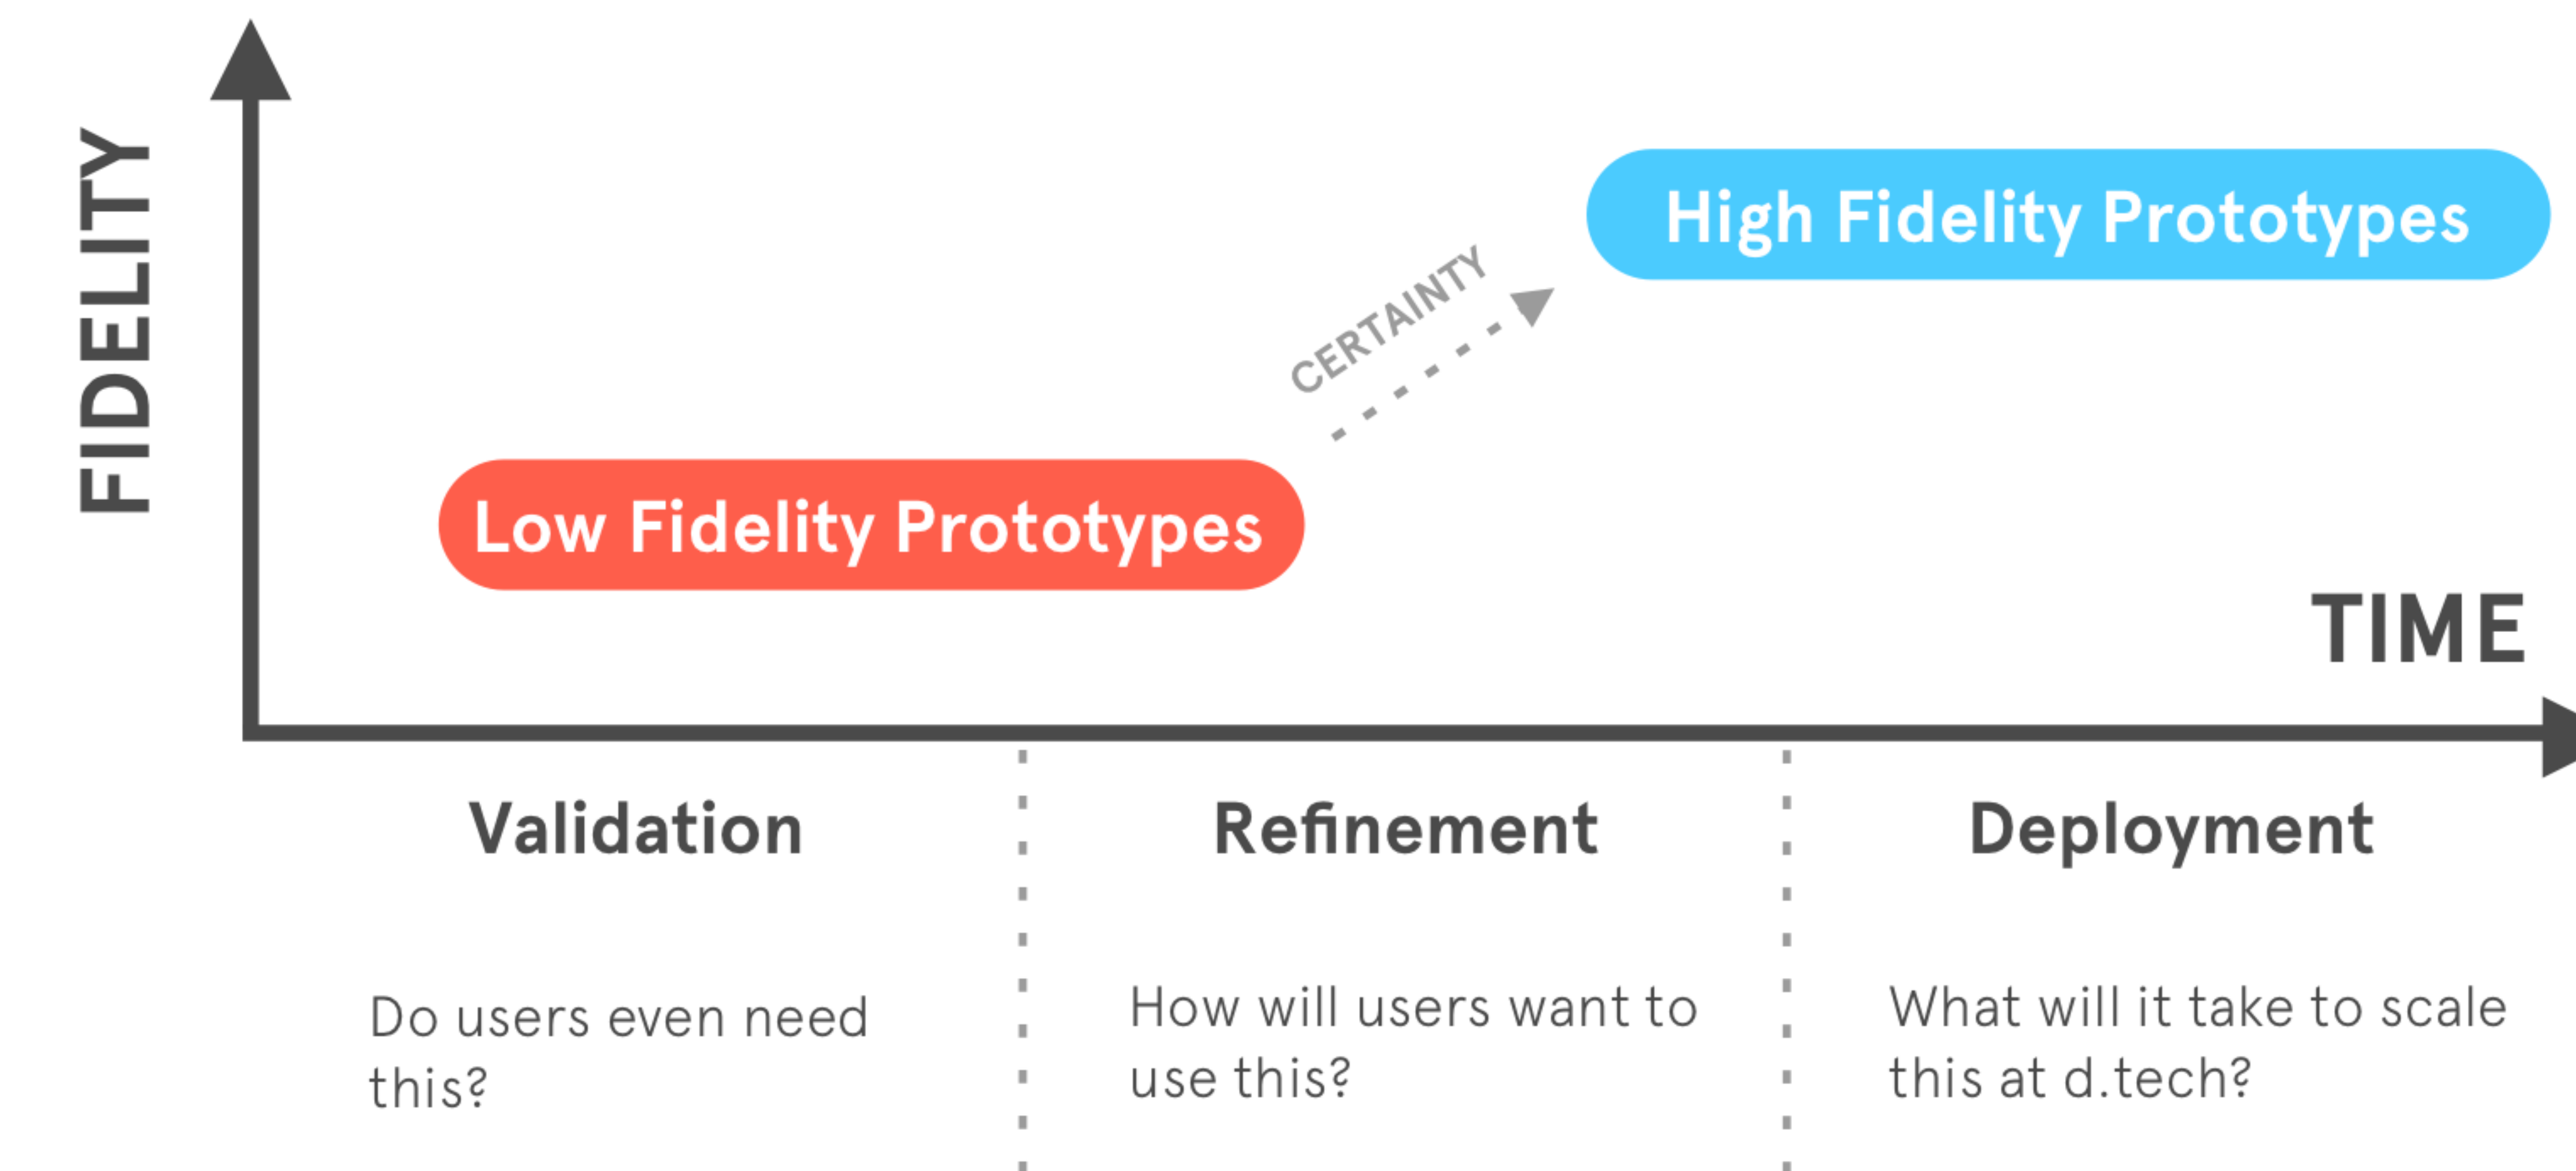 FIDELITY
High Fidelity Prototypes
CERTAINTY
Low Fidelity Prototypes
TIME
Validation
Do users even need
this?
Refinement
How will users want to
use this?
Deployment
What will it take to scale
this at d.tech?